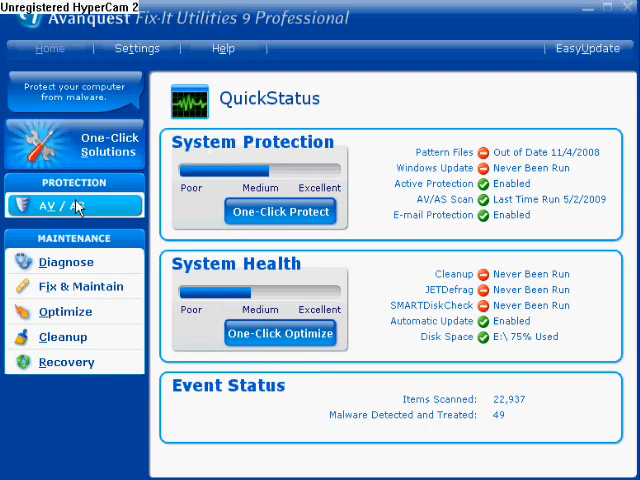 Unregistered HyperCam 2
Avanquest Fix-It Utilities 9 Professional
Home Settings Help EasyUpdate
Protect your computer
from malware.
One-Click
Solutions
PROTECTION
AV / AS
MAINTENANCE
Diagnose
Fix & Maintain
Optimize
Cleanup
Recovery
QuickStatus
System Protection
Poor Medium Excellent
One-Click Protect
Pattern Files Out of Date 11/4/2008
Windows Update Never Been Run
Active Protection Enabled
AV/AS Scan Last Time Run 5/2/2009
E-mail Protection Enabled
System Health
Poor Medium Excellent
One-Click Optimize
Cleanup Never Been Run
JETDefrag Never Been Run
SMARTDiskCheck Never Been Run
Automatic Update Enabled
Disk Space E:\ 75% Used
Event Status
Items Scanned: 22,937
Malware Detected and Treated: 49